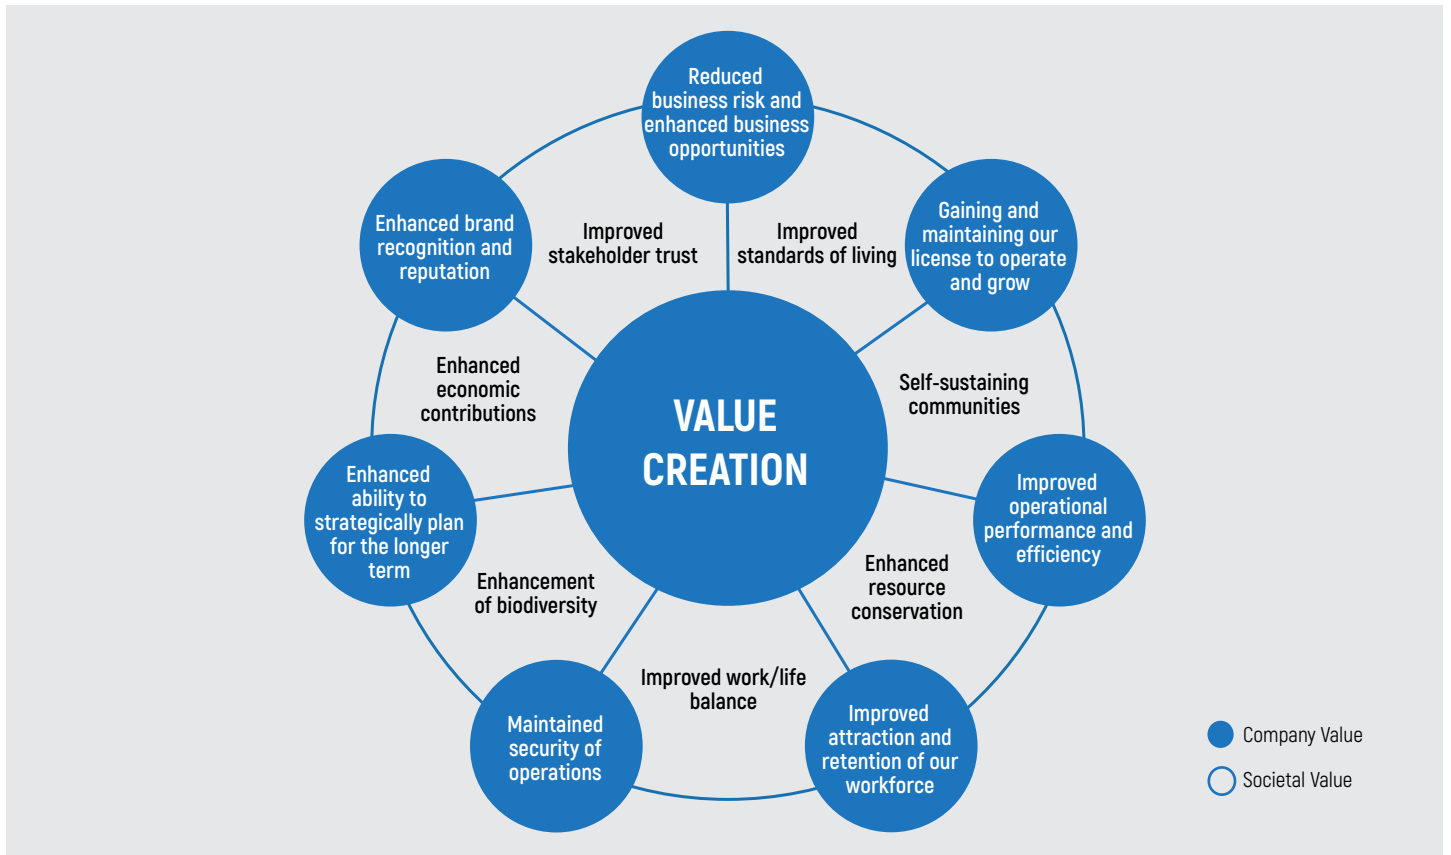 Reduced
business risk and
enhanced business
opportunities
Gaining and
maintaining our
license to operate
and grow
Improved
operational
performance and
efficiency
Improved
attraction and
retention of our
workforce
Maintained
security of
operations
Enhanced
ability to
strategically plan
for the longer
term
Enhanced brand
recognition and
reputation
Improved
stakeholder trust
Improved
standards of living
Self-sustaining
communities
Enhanced
resource
conservation
Improved work/life
balance
Enhancement
of biodiversity
Enhanced
economic
contributions
VALUE
CREATION
Company Value
Societal Value